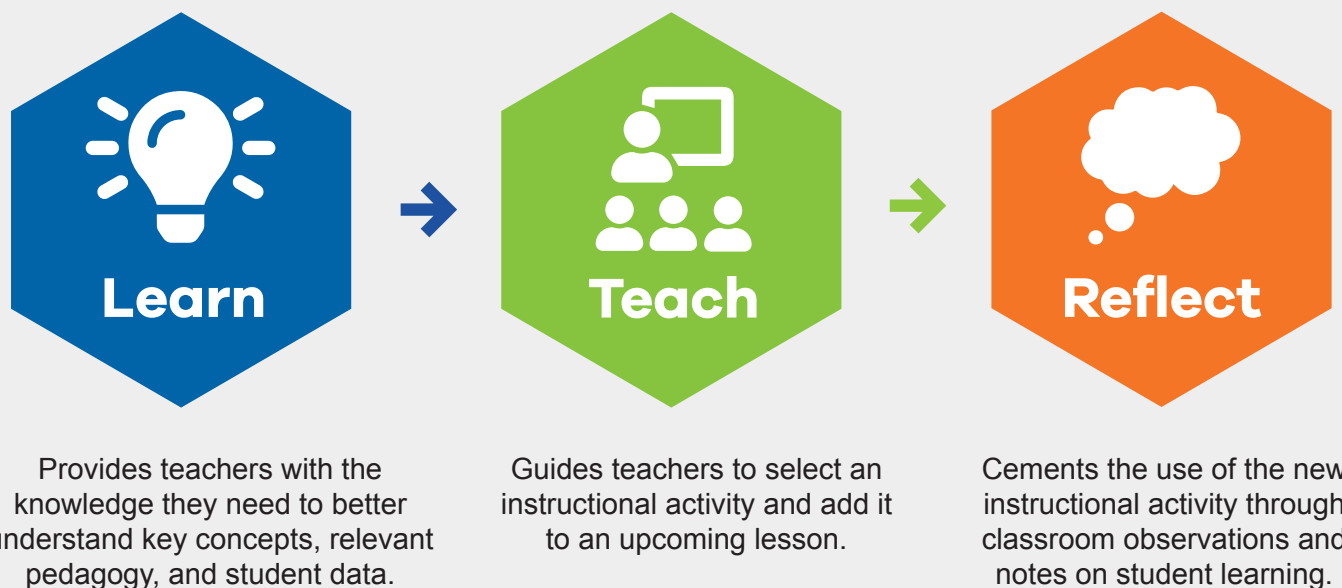 Learn
Provides teachers with the
knowledge they need to better
understand key concepts, relevant
pedagogy, and student data.
Teach
Guides teachers to select an
instructional activity and add it
to an upcoming lesson.
Reflect
Cements the use of the new
instructional activity through
classroom observations and
notes on student learning.